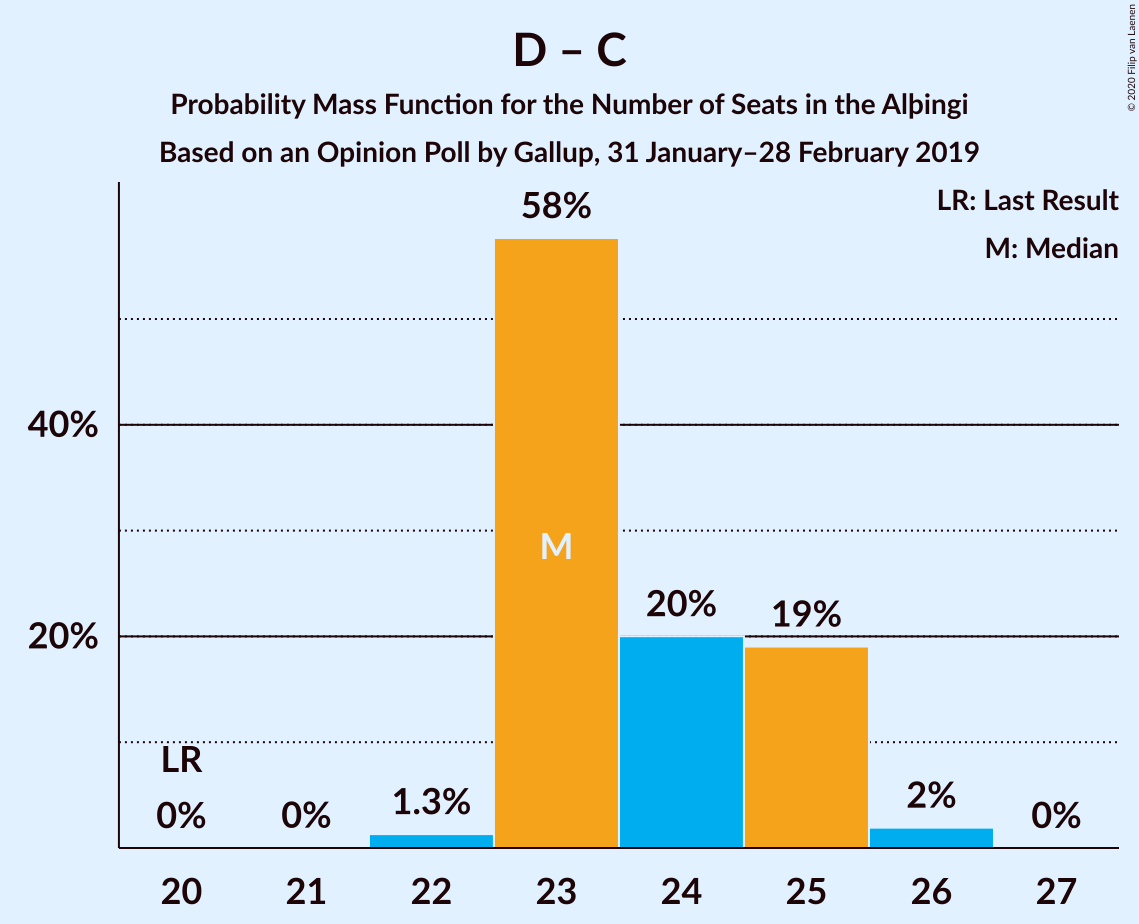 D – C
Probability Mass Function for the Number of Seats in the Alþingi
Based on an Opinion Poll by Gallup, 31 January–28 February 2019
© 2020 Filip van Laenen
LR: Last Result
M: Median
58%
40%
M
20%
19%
20%
LR
0%
0%
1.3%
2%
0%
20
21
22
23
24
25
26
27